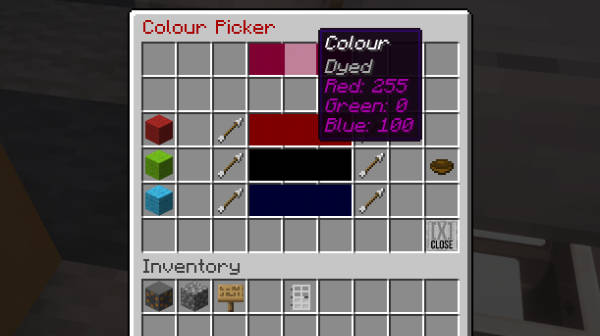 Colour Picker
Colour
Dyed
Red: 255
Green: 0
Blue: 100
[X]
CLOSE
Inventory